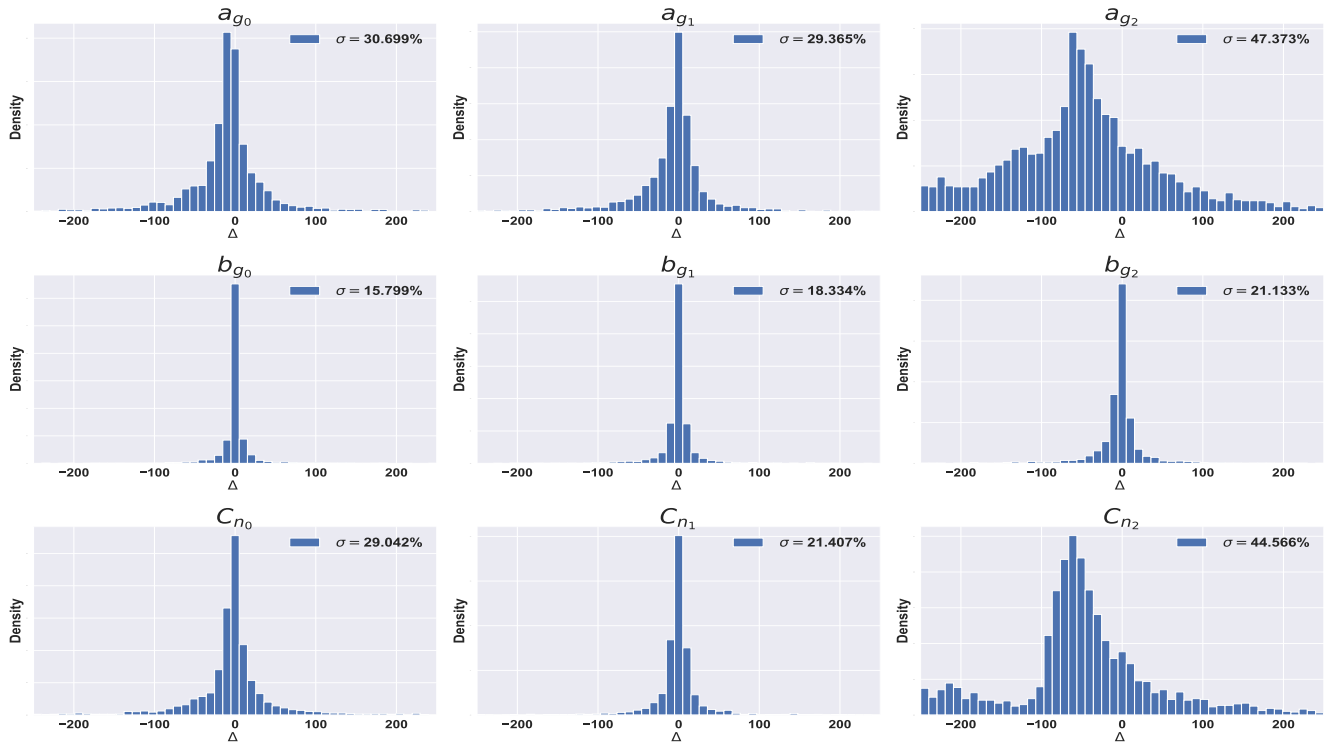 a_{g_0} a_{g_1} a_{g_2}
σ = 30.699% σ = 29.365% σ = 47.373%
Density Density Density
−200 −100 0 100 200 −200 −100 0 100 200 −200 −100 0 100 200
Δ Δ Δ
b_{g_0} b_{g_1} b_{g_2}
σ = 15.799% σ = 18.334% σ = 21.133%
Density Density Density
−200 −100 0 100 200 −200 −100 0 100 200 −200 −100 0 100 200
Δ Δ Δ
C_{n_0} C_{n_1} C_{n_2}
σ = 29.042% σ = 21.407% σ = 44.566%
Density Density Density
−200 −100 0 100 200 −200 −100 0 100 200 −200 −100 0 100 200
Δ Δ Δ